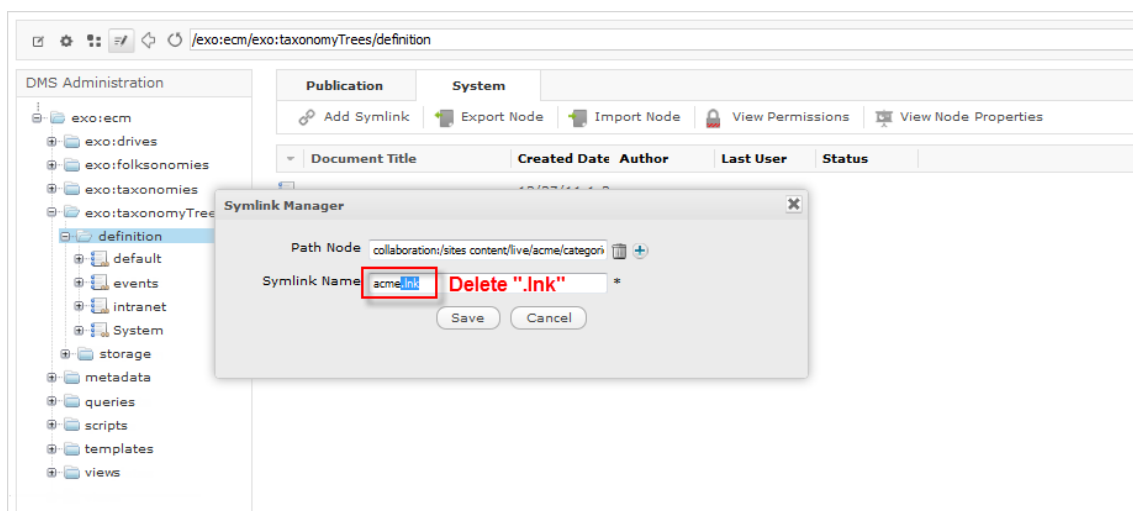 /exo:ecm/exo:taxonomyTrees/definition
DMS Administration
Publication System
Add Symlink Export Node Import Node View Permissions View Node Properties
Document Title Created Date Author Last User Status
exo:ecm
exo:drives
exo:folksonomies
exo:taxonomies
exo:taxonomyTree
definition
default
events
intranet
System
storage
metadata
queries
scripts
templates
views
Symlink Manager
Path Node collaboration:/sites content/live/acme/categori
Symlink Name acme.lnk Delete ".lnk" *
Save Cancel